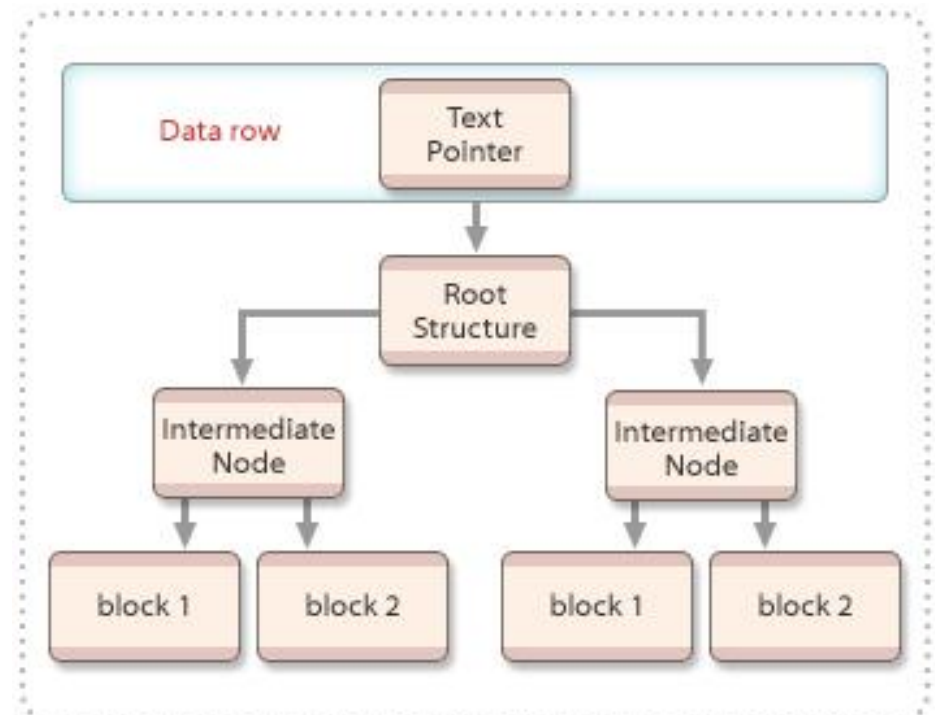 Data row
Text
Pointer
Root
Structure
Intermediate
Node
Intermediate
Node
block 1
block 2
block 1
block 2